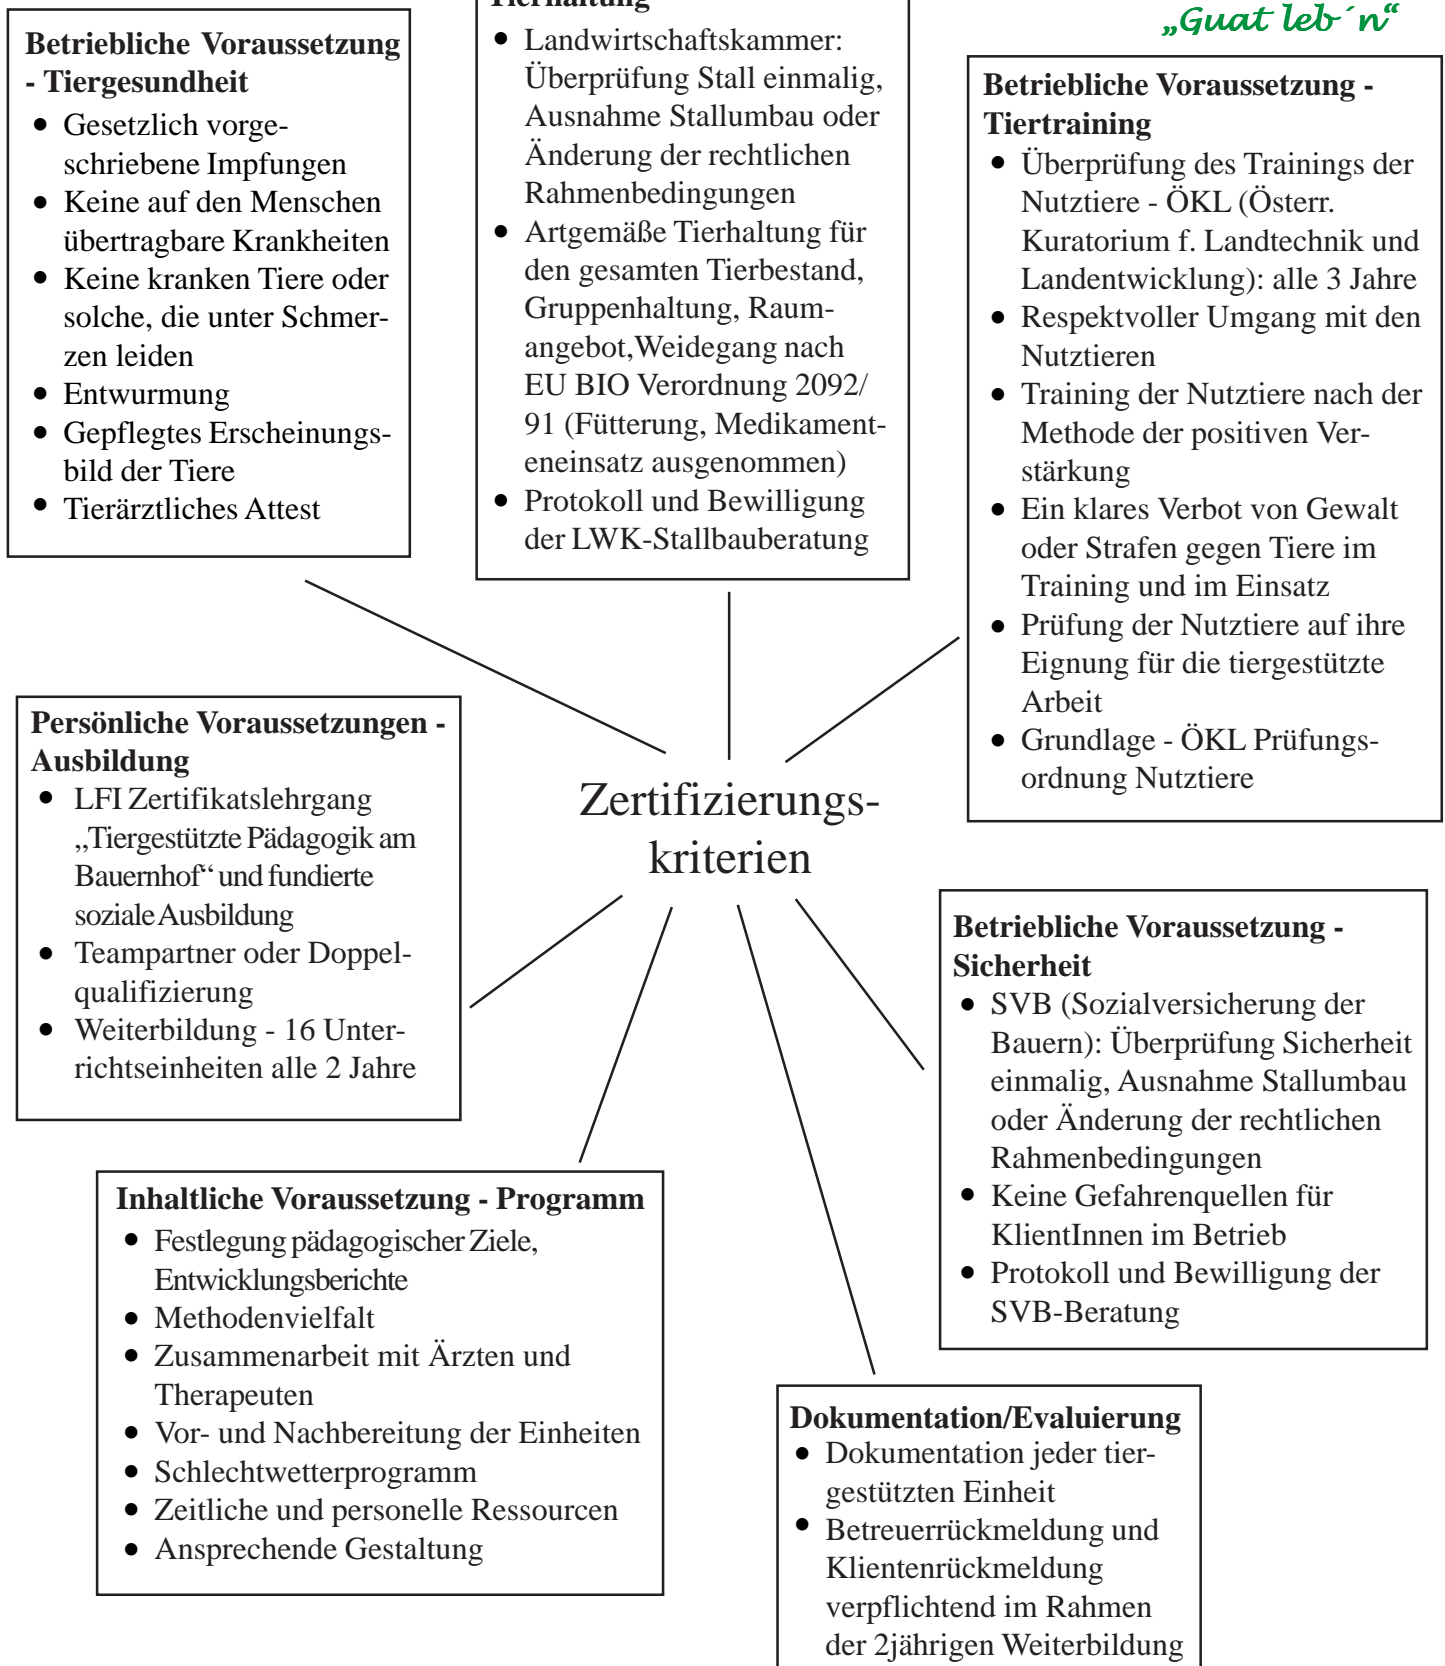 „Guat leb´n“
Betriebliche Voraussetzung
- Tiergesundheit
• Gesetzlich vorge-
schriebene Impfungen
• Keine auf den Menschen
übertragbare Krankheiten
• Keine kranken Tiere oder
solche, die unter Schmer-
zen leiden
• Entwurmung
• Gepflegtes Erscheinungs-
bild der Tiere
• Tierärztliches Attest
Tierhaltung
• Landwirtschaftskammer:
Überprüfung Stall einmalig,
Ausnahme Stallumbau oder
Änderung der rechtlichen
Rahmenbedingungen
• Artgemäße Tierhaltung für
den gesamten Tierbestand,
Gruppenhaltung, Raum-
angebot,Weidegang nach
EU BIO Verordnung 2092/
91 (Fütterung, Medikament-
eneinsatz ausgenommen)
• Protokoll und Bewilligung
der LWK-Stallbauberatung
Betriebliche Voraussetzung -
Tiertraining
• Überprüfung des Trainings der
Nutztiere - ÖKL (Österr.
Kuratorium f. Landtechnik und
Landentwicklung): alle 3 Jahre
• Respektvoller Umgang mit den
Nutztieren
• Training der Nutztiere nach der
Methode der positiven Ver-
stärkung
• Ein klares Verbot von Gewalt
oder Strafen gegen Tiere im
Training und im Einsatz
• Prüfung der Nutztiere auf ihre
Eignung für die tiergestützte
Arbeit
• Grundlage - ÖKL Prüfungs-
ordnung Nutztiere
Persönliche Voraussetzungen -
Ausbildung
• LFI Zertifikatslehrgang
„Tiergestützte Pädagogik am
Bauernhof“ und fundierte
soziale Ausbildung
• Teampartner oder Doppel-
qualifizierung
• Weiterbildung - 16 Unter-
richtseinheiten alle 2 Jahre
Zertifizierungs-
kriterien
Betriebliche Voraussetzung -
Sicherheit
• SVB (Sozialversicherung der
Bauern): Überprüfung Sicherheit
einmalig, Ausnahme Stallumbau
oder Änderung der rechtlichen
Rahmenbedingungen
• Keine Gefahrenquellen für
KlientInnen im Betrieb
• Protokoll und Bewilligung der
SVB-Beratung
Inhaltliche Voraussetzung - Programm
• Festlegung pädagogischer Ziele,
Entwicklungsberichte
• Methodenvielfalt
• Zusammenarbeit mit Ärzten und
Therapeuten
• Vor- und Nachbereitung der Einheiten
• Schlechtwetterprogramm
• Zeitliche und personelle Ressourcen
• Ansprechende Gestaltung
Dokumentation/Evaluierung
• Dokumentation jeder tier-
gestützten Einheit
• Betreuerrückmeldung und
Klientenrückmeldung
verpflichtend im Rahmen
der 2jährigen Weiterbildung